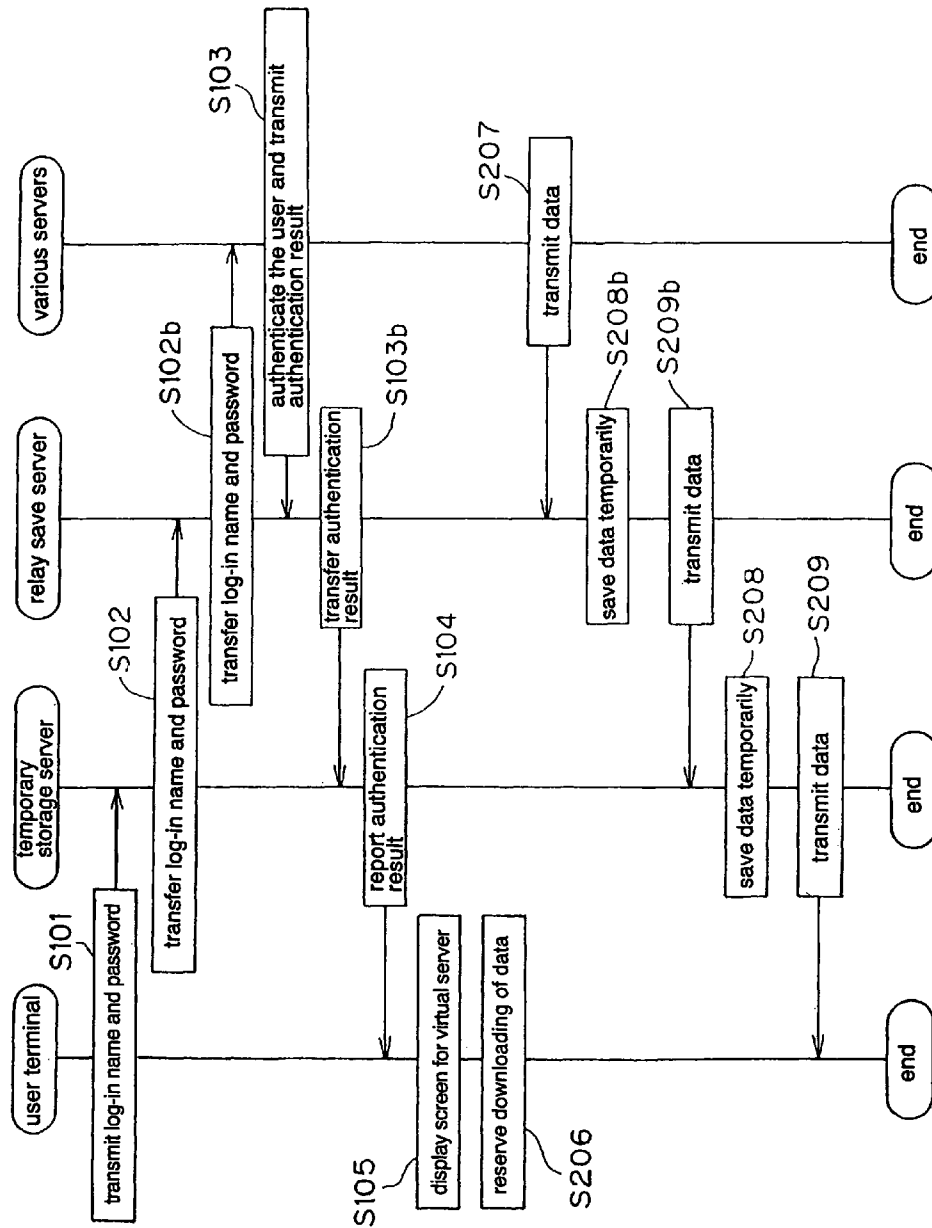 user terminal
temporary
storage server
relay save server
various servers
S101
transmit log-in name and password
S102
transfer log-in name and password
S102b
transfer log-in name and password
S103
authenticate the user and transmit
authentication result
S103b
transfer authentication
result
S104
report authentication
result
S105
display screen for virtual server
S206
reserve downloading of data
S207
transmit data
S208b
save data temporarily
S209b
transmit data
S208
save data temporarily
S209
transmit data
end
end
end
end